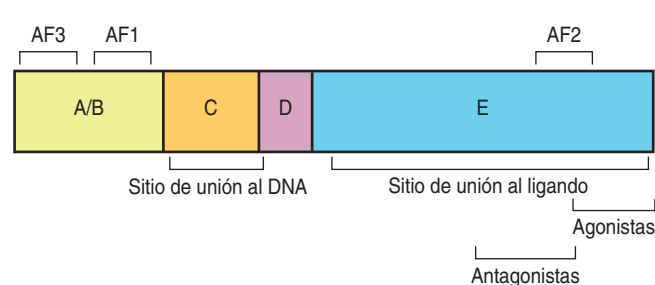 AF3 AF1 AF2
A/B C D E
Sitio de unión al DNA Sitio de unión al ligando
Agonistas
Antagonistas